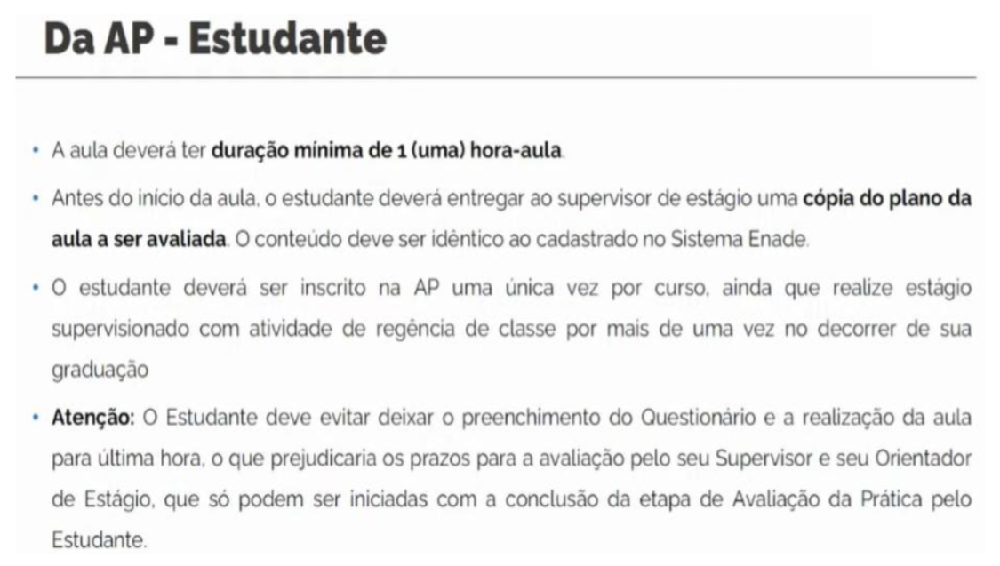 Da AP - Estudante
• A aula deverá ter duração mínima de 1 (uma) hora-aula.
• Antes do início da aula, o estudante deverá entregar ao supervisor de estágio uma cópia do plano da
aula a ser avaliada. O conteúdo deve ser idêntico ao cadastrado no Sistema Enade.
• O estudante deverá ser inscrito na AP uma única vez por curso, ainda que realize estágio
supervisionado com atividade de regência de classe por mais de uma vez no decorrer de sua
graduação
• Atenção: O Estudante deve evitar deixar o preenchimento do Questionário e a realização da aula
para última hora, o que prejudicaria os prazos para a avaliação pelo seu Supervisor e seu Orientador
de Estágio, que só podem ser iniciadas com a conclusão da etapa de Avaliação da Prática pelo
Estudante.